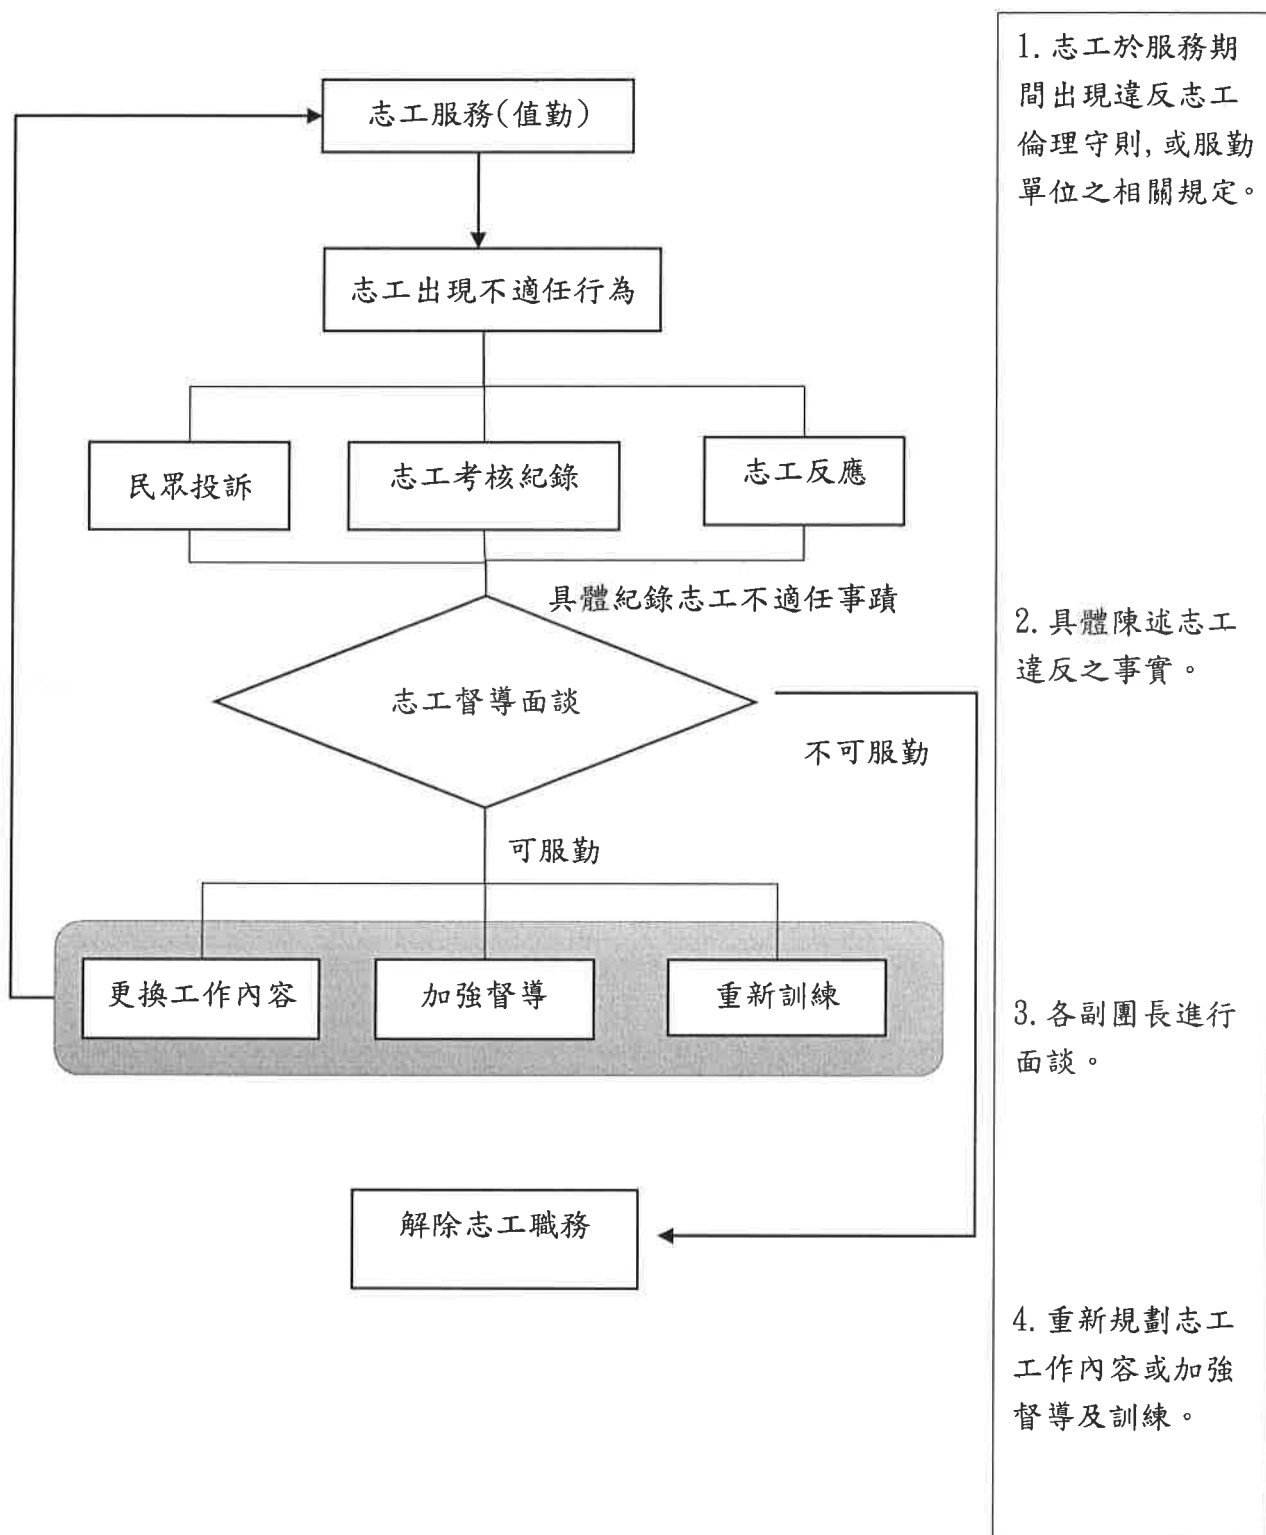 志工服務(值勤)
志工出現不適任行為
民眾投訴
志工考核紀錄
志工反應
具體紀錄志工不適任事蹟
志工督導面談
不可服勤
可服勤
更換工作內容
加強督導
重新訓練
解除志工職務
1. 志工於服務期
間出現違反志工
倫理守則, 或服勤
單位之相關規定。
2. 具體陳述志工
違反之事實。
3. 各副團長進行
面談。
4. 重新規劃志工
工作內容或加強
督導及訓練。